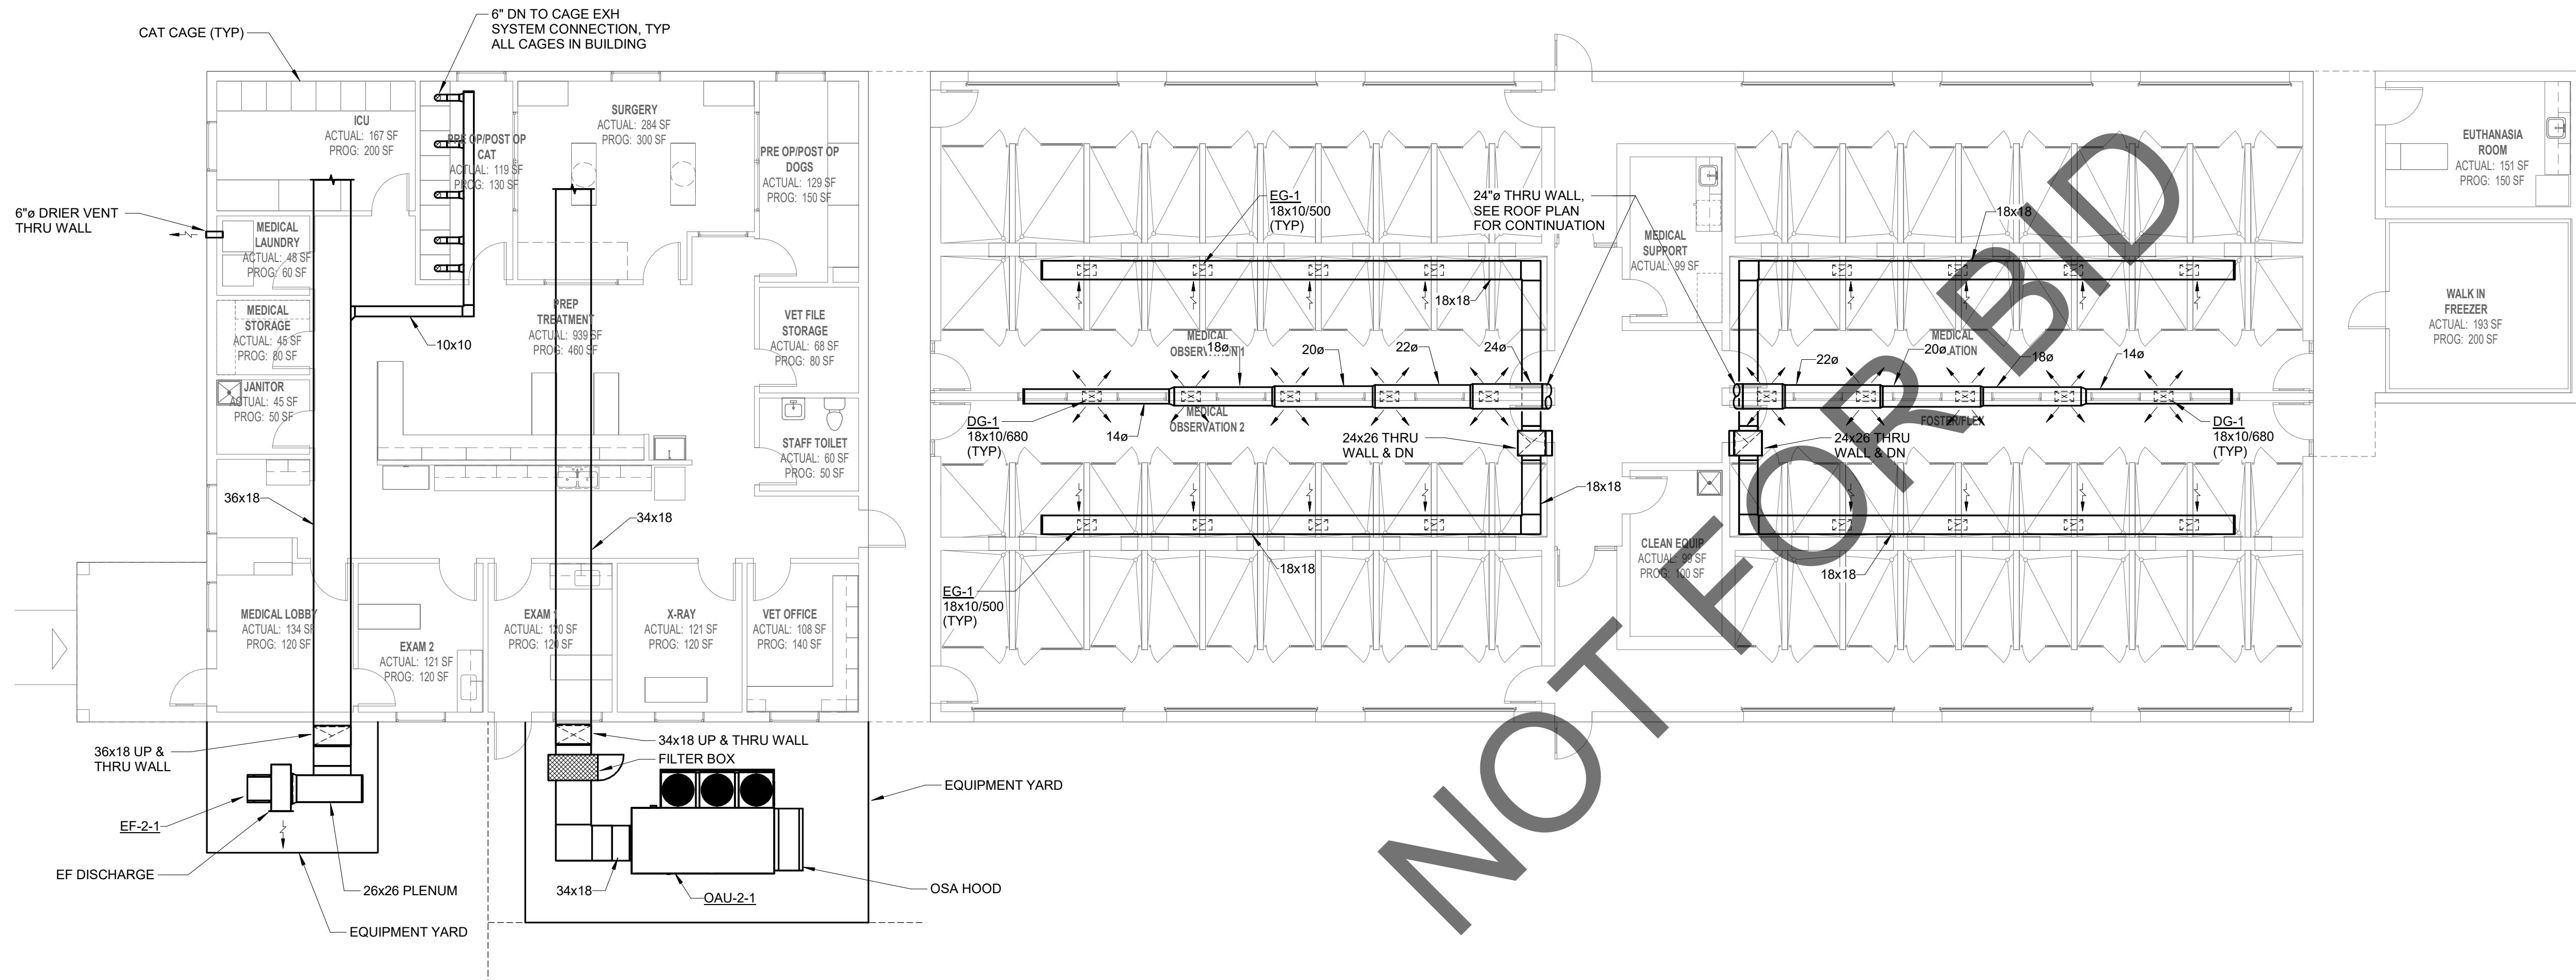 6" DN TO CAGE EXH
SYSTEM CONNECTION, TYP
ALL CAGES IN BUILDING
CAT CAGE (TYP)
ICU
ACTUAL: 167 SF
PROG: 200 SF
PRE OP/POST OP
CAT
ACTUAL: 119 SF
PROG: 130 SF
SURGERY
ACTUAL: 284 SF
PROG: 300 SF
PRE OP/POST OP
DOGS
ACTUAL: 129 SF
PROG: 150 SF
6"ø DRIER VENT
THRU WALL
MEDICAL
LAUNDRY
ACTUAL: 48 SF
PROG: 60 SF
MEDICAL
STORAGE
ACTUAL: 45 SF
PROG: 80 SF
JANITOR
ACTUAL: 45 SF
PROG: 50 SF
10x10
PREP
TREATMENT
ACTUAL: 939 SF
PROG: 460 SF
VET FILE
STORAGE
ACTUAL: 68 SF
PROG: 80 SF
STAFF TOILET
ACTUAL: 60 SF
PROG: 50 SF
36x18
34x18
MEDICAL LOBBY
ACTUAL: 134 SF
PROG: 120 SF
EXAM 2
ACTUAL: 121 SF
PROG: 120 SF
EXAM 1
ACTUAL: 120 SF
PROG: 120 SF
X-RAY
ACTUAL: 121 SF
PROG: 120 SF
VET OFFICE
ACTUAL: 108 SF
PROG: 140 SF
36x18 UP &
THRU WALL
34x18 UP & THRU WALL
FILTER BOX
EQUIPMENT YARD
EF-2-1
EF DISCHARGE
26x26 PLENUM
EQUIPMENT YARD
34x18
OAU-2-1
OSA HOOD
EG-1
18x10/500
(TYP)
24"ø THRU WALL,
SEE ROOF PLAN
FOR CONTINUATION
18x18
MEDICAL
OBSERVATION 1
18ø
20ø
22ø
24ø
MEDICAL
OBSERVATION 2
DG-1
18x10/680
(TYP)
14ø
24x26 THRU
WALL & DN
18x18
18x18
EG-1
18x10/500
(TYP)
MEDICAL
SUPPORT
ACTUAL: 99 SF
CLEAN EQUIP
ACTUAL: 99 SF
PROG: 100 SF
18x18
MEDICAL
22ø
20ø
18ø
14ø
FOSTER/FLEX
24x26 THRU
WALL & DN
DG-1
18x10/680
(TYP)
18x18
EUTHANASIA
ROOM
ACTUAL: 151 SF
PROG: 150 SF
WALK IN
FREEZER
ACTUAL: 193 SF
PROG: 200 SF
NOT FOR BID